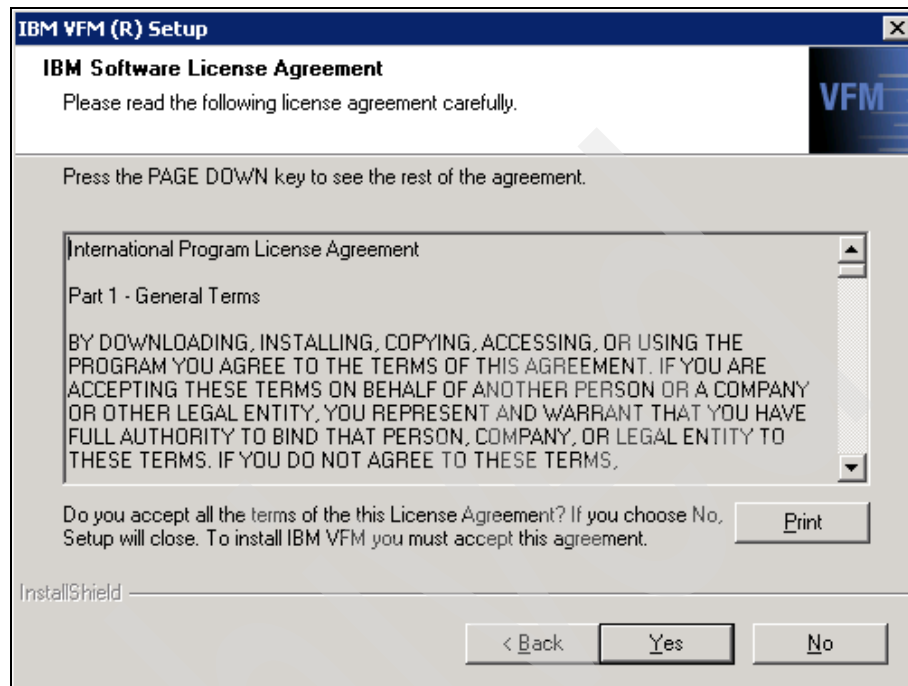 IBM VFM (R) Setup
IBM Software License Agreement
Please read the following license agreement carefully.
VFM
Press the PAGE DOWN key to see the rest of the agreement.
International Program License Agreement
Part 1 - General Terms
BY DOWNLOADING, INSTALLING, COPYING, ACCESSING, OR USING THE
PROGRAM YOU AGREE TO THE TERMS OF THIS AGREEMENT. IF YOU ARE
ACCEPTING THESE TERMS ON BEHALF OF ANOTHER PERSON OR A COMPANY
OR OTHER LEGAL ENTITY, YOU REPRESENT AND WARRANT THAT YOU HAVE
FULL AUTHORITY TO BIND THAT PERSON, COMPANY, OR LEGAL ENTITY TO
THESE TERMS. IF YOU DO NOT AGREE TO THESE TERMS,
Do you accept all the terms of the this License Agreement? If you choose No,
Setup will close. To install IBM VFM you must accept this agreement.
Print
InstallShield
< Back
Yes
No